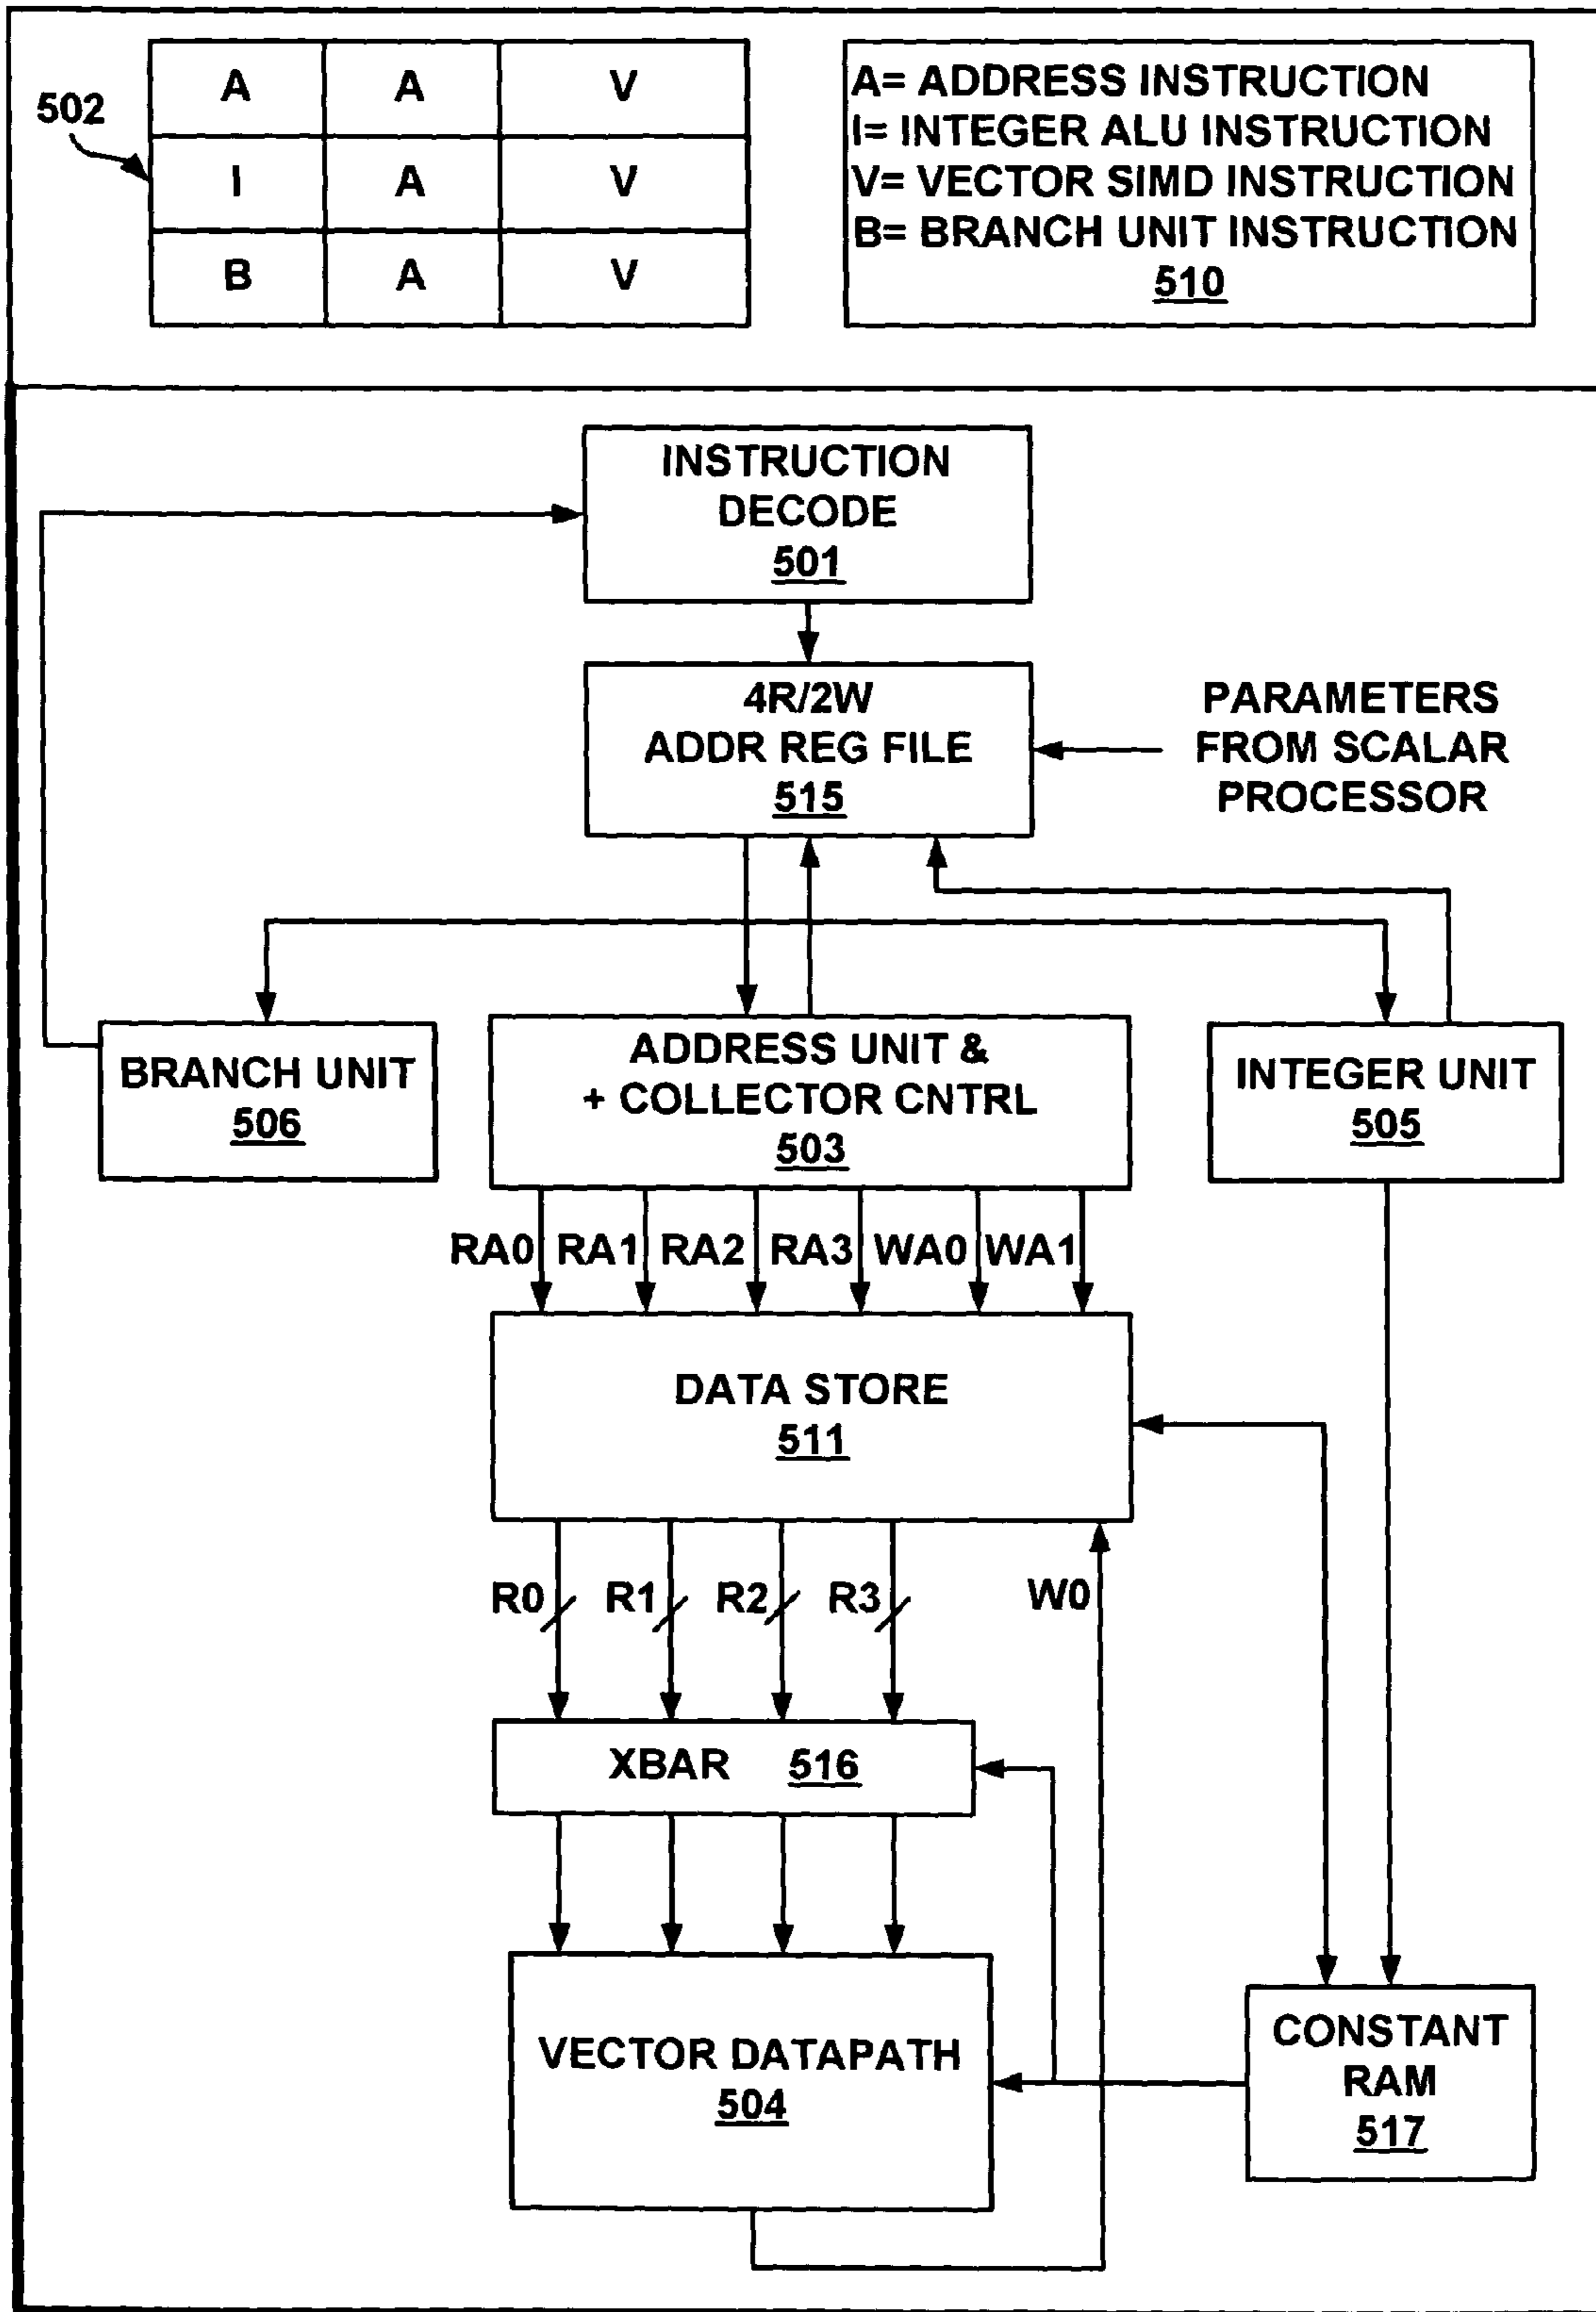 502
A A V
I A V
B A V
A= ADDRESS INSTRUCTION
I= INTEGER ALU INSTRUCTION
V= VECTOR SIMD INSTRUCTION
B= BRANCH UNIT INSTRUCTION
510
INSTRUCTION
DECODE
501
4R/2W
ADDR REG FILE
515
PARAMETERS
FROM SCALAR
PROCESSOR
BRANCH UNIT
506
ADDRESS UNIT &
+ COLLECTOR CNTRL
503
INTEGER UNIT
505
RA0 RA1 RA2 RA3 WA0 WA1
DATA STORE
511
R0 R1 R2 R3 W0
XBAR 516
VECTOR DATAPATH
504
CONSTANT
RAM
517